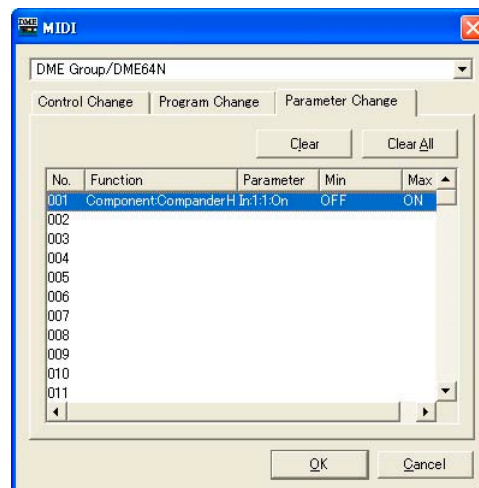 DME MIDI
DME Group/DME64N
Control Change Program Change Parameter Change
Clear Clear All
No. Function Parameter Min Max
001 Component:CompanderH In:1:1:On OFF ON
002
003
004
005
006
007
008
009
010
011
OK Cancel